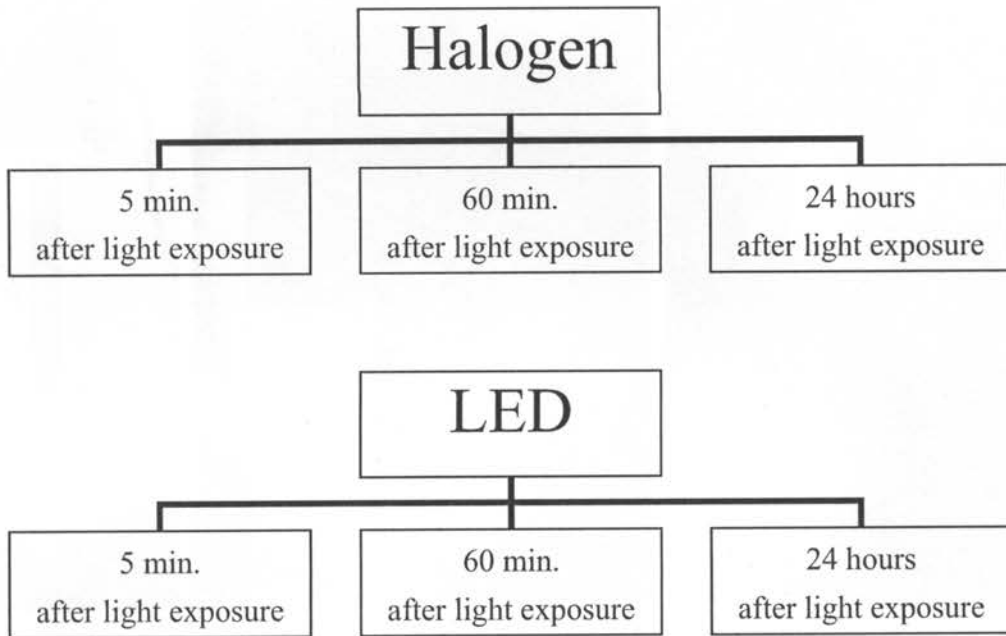 Halogen
5 min.
after light exposure
60 min.
after light exposure
24 hours
after light exposure
LED
5 min.
after light exposure
60 min.
after light exposure
24 hours
after light exposure